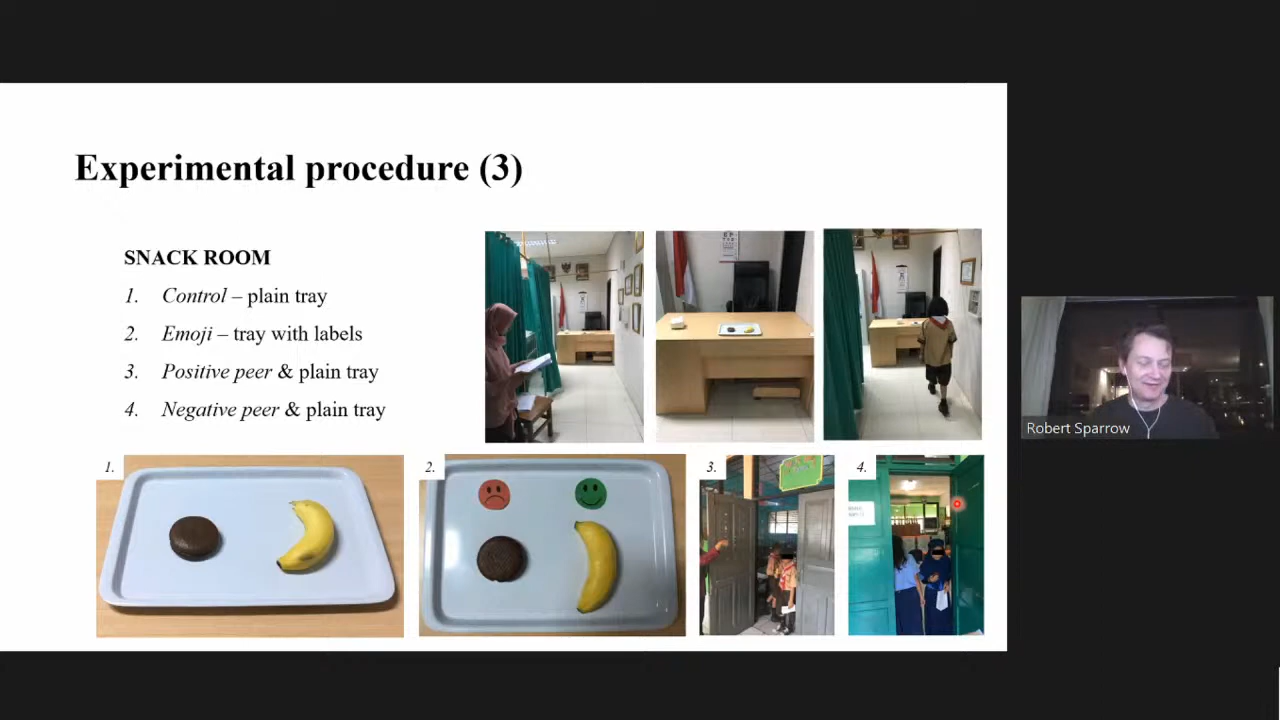 Experimental procedure (3)
SNACK ROOM
1. Control – plain tray
2. Emoji – tray with labels
3. Positive peer & plain tray
4. Negative peer & plain tray
1.
2.
3.
4.
Robert Sparrow